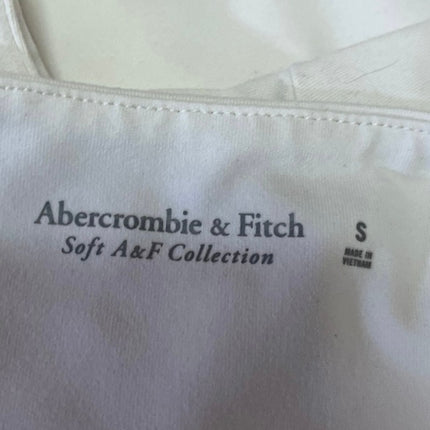 Abercrombie & Fitch
Soft A&F Collection
S
MADE IN
VIETNAM